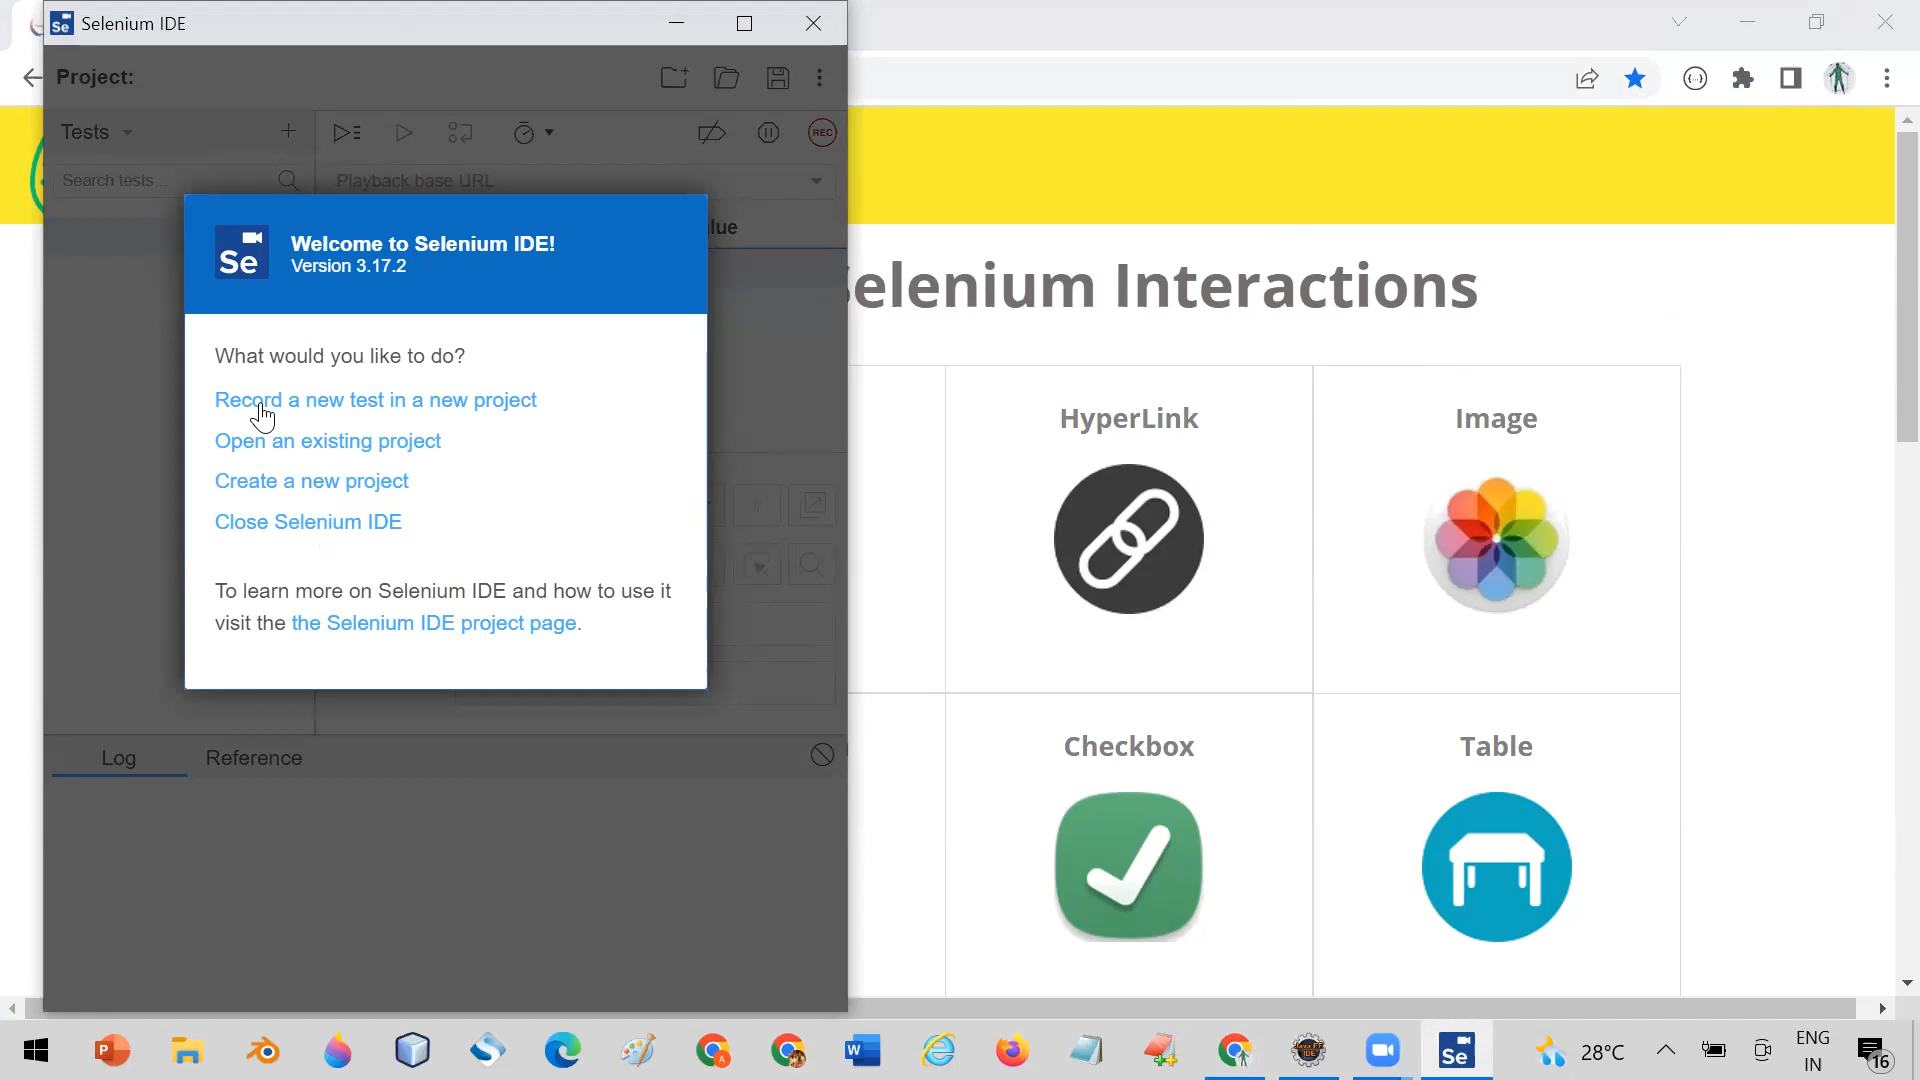 Se Selenium IDE
Project:
Tests
REC
Search tests...
Playback base URL
lue
Se
Welcome to Selenium IDE!
Version 3.17.2
What would you like to do?
Record a new test in a new project
Open an existing project
Create a new project
Close Selenium IDE
To learn more on Selenium IDE and how to use it
visit the the Selenium IDE project page.
Log Reference
Selenium Interactions
HyperLink Image
Checkbox Table
28°C
ENG
IN
16